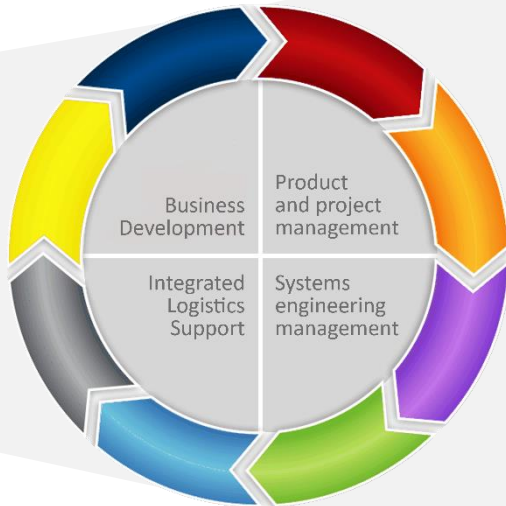 Business
Development
Product
and project
management
Integrated
Logistics
Support
Systems
engineering
management